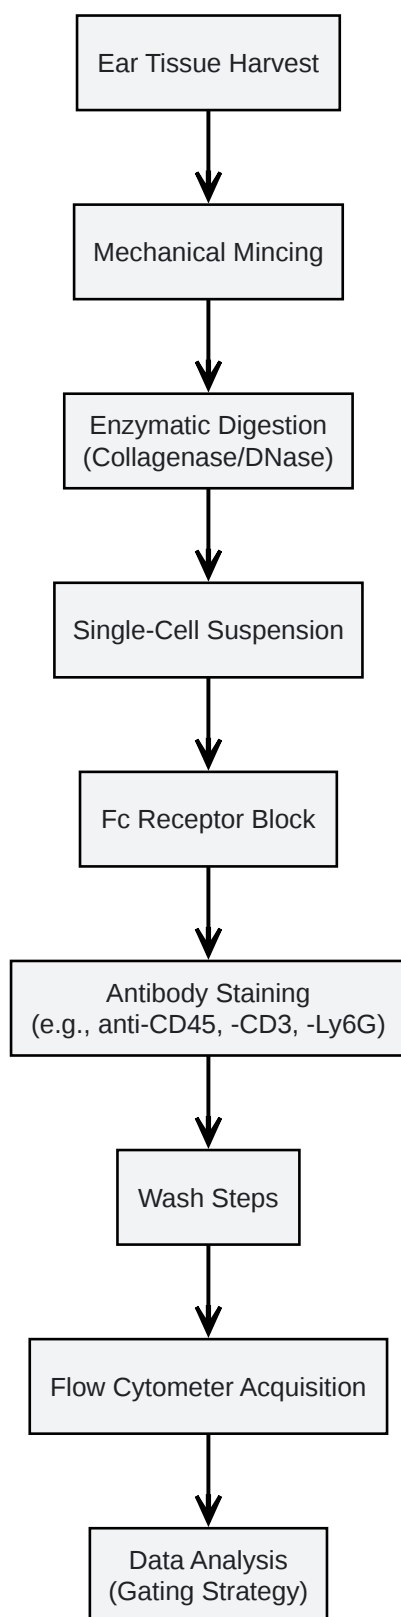 Ear Tissue Harvest
Mechanical Mincing
Enzymatic Digestion
(Collagenase/DNase)
Single-Cell Suspension
Fc Receptor Block
Antibody Staining
(e.g., anti-CD45, -CD3, -Ly6G)
Wash Steps
Flow Cytometer Acquisition
Data Analysis
(Gating Strategy)